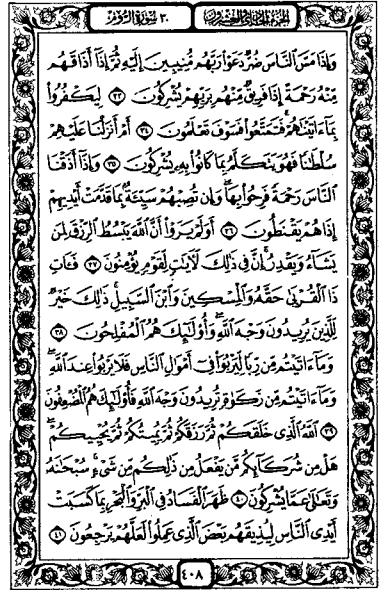 الجزء الحادي والعشرون ٣٠ سورة الروم
وَإِذَا مَسَّ ٱلنَّاسَ ضُرٌّ دَعَوۡاْ رَبَّهُم مُّنِيبِينَ إِلَيۡهِ ثُمَّ إِذَآ أَذَاقَهُم
مِّنۡهُ رَحۡمَةً إِذَا فَرِيقٌ مِّنۡهُم بِرَبِّهِمۡ يُشۡرِكُونَ ٣٣ لِيَكۡفُرُواْ
بِمَآ ءَاتَيۡنَٰهُمۡۚ فَتَمَتَّعُواْ فَسَوۡفَ تَعۡلَمُونَ ٣٤ أَمۡ أَنزَلۡنَا عَلَيۡهِمۡ
سُلۡطَٰنًا فَهُوَ يَتَكَلَّمُ بِمَا كَانُواْ بِهِۦ يُشۡرِكُونَ ٣٥ وَإِذَآ أَذَقۡنَا
ٱلنَّاسَ رَحۡمَةً فَرِحُواْ بِهَاۖ وَإِن تُصِبۡهُمۡ سَيِّئَةُۢ بِمَا قَدَّمَتۡ أَيۡدِيهِمۡ
إِذَا هُمۡ يَقۡنَطُونَ ٣٦ أَوَلَمۡ يَرَوۡاْ أَنَّ ٱللَّهَ يَبۡسُطُ ٱلرِّزۡقَ لِمَن
يَشَآءُ وَيَقۡدِرُۚ إِنَّ فِي ذَٰلِكَ لَأٓيَٰتٍ لِّقَوۡمٍ يُؤۡمِنُونَ ٣٧ فَـَٔاتِ
ذَا ٱلۡقُرۡبَىٰ حَقَّهُۥ وَٱلۡمِسۡكِينَ وَٱبۡنَ ٱلسَّبِيلِۚ ذَٰلِكَ خَيۡرٌ
لِّلَّذِينَ يُرِيدُونَ وَجۡهَ ٱللَّهِۖ وَأُوْلَٰٓئِكَ هُمُ ٱلۡمُفۡلِحُونَ ٣٨
وَمَآ ءَاتَيۡتُم مِّن رِّبًا لِّيَرۡبُوَاْ فِيٓ أَمۡوَٰلِ ٱلنَّاسِ فَلَا يَرۡبُواْ عِندَ ٱللَّهِۖ
وَمَآ ءَاتَيۡتُم مِّن زَكَوٰةٍ تُرِيدُونَ وَجۡهَ ٱللَّهِ فَأُوْلَٰٓئِكَ هُمُ ٱلۡمُضۡعِفُونَ
٣٩ ٱللَّهُ ٱلَّذِي خَلَقَكُمۡ ثُمَّ رَزَقَكُمۡ ثُمَّ يُمِيتُكُمۡ ثُمَّ يُحۡيِيكُمۡۖ
هَلۡ مِن شُرَكَآئِكُم مَّن يَفۡعَلُ مِن ذَٰلِكُم مِّن شَيۡءٍۚ سُبۡحَٰنَهُۥ
وَتَعَٰلَىٰ عَمَّا يُشۡرِكُونَ ٤٠ ظَهَرَ ٱلۡفَسَادُ فِي ٱلۡبَرِّ وَٱلۡبَحۡرِ بِمَا كَسَبَتۡ
أَيۡدِي ٱلنَّاسِ لِيُذِيقَهُم بَعۡضَ ٱلَّذِي عَمِلُواْ لَعَلَّهُمۡ يَرۡجِعُونَ ٤١
٤٠٨